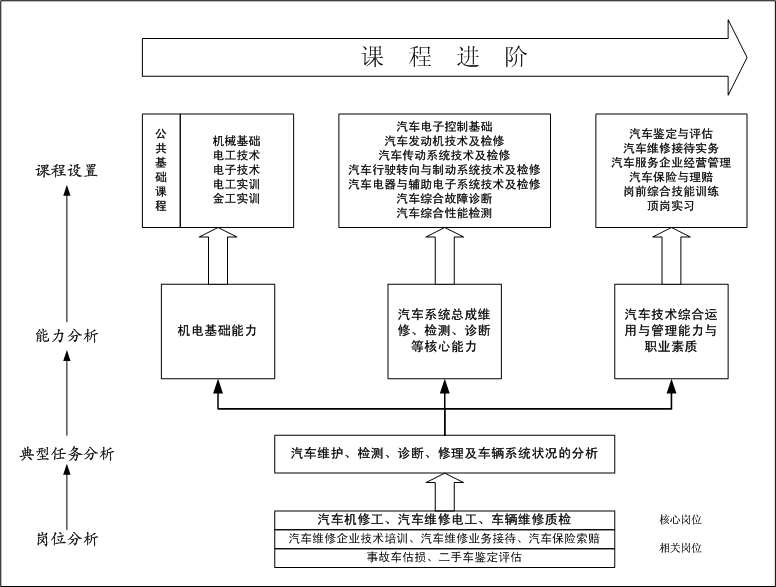 课程进阶
课程设置
公共基础课程
机械基础
电工技术
电子技术
电工实训
金工实训
汽车电子控制基础
汽车发动机技术及检修
汽车传动系统技术及检修
汽车行驶转向与制动系统技术及检修
汽车电器与辅助电子系统技术及检修
汽车综合故障诊断
汽车综合性能检测
汽车鉴定与评估
汽车维修接待实务
汽车服务企业经营管理
汽车保险与理赔
岗前综合技能训练
顶岗实习
能力分析
机电基础能力
汽车系统总成维
修、检测、诊断
等核心能力
汽车技术综合运
用与管理能力与
职业素质
典型任务分析
汽车维护、检测、诊断、修理及车辆系统状况的分析
岗位分析
汽车机修工、汽车维修电工、车辆维修质检
核心岗位
汽车维修企业技术培训、汽车维修业务接待、汽车保险索赔
事故车估损、二手车鉴定评估
相关岗位